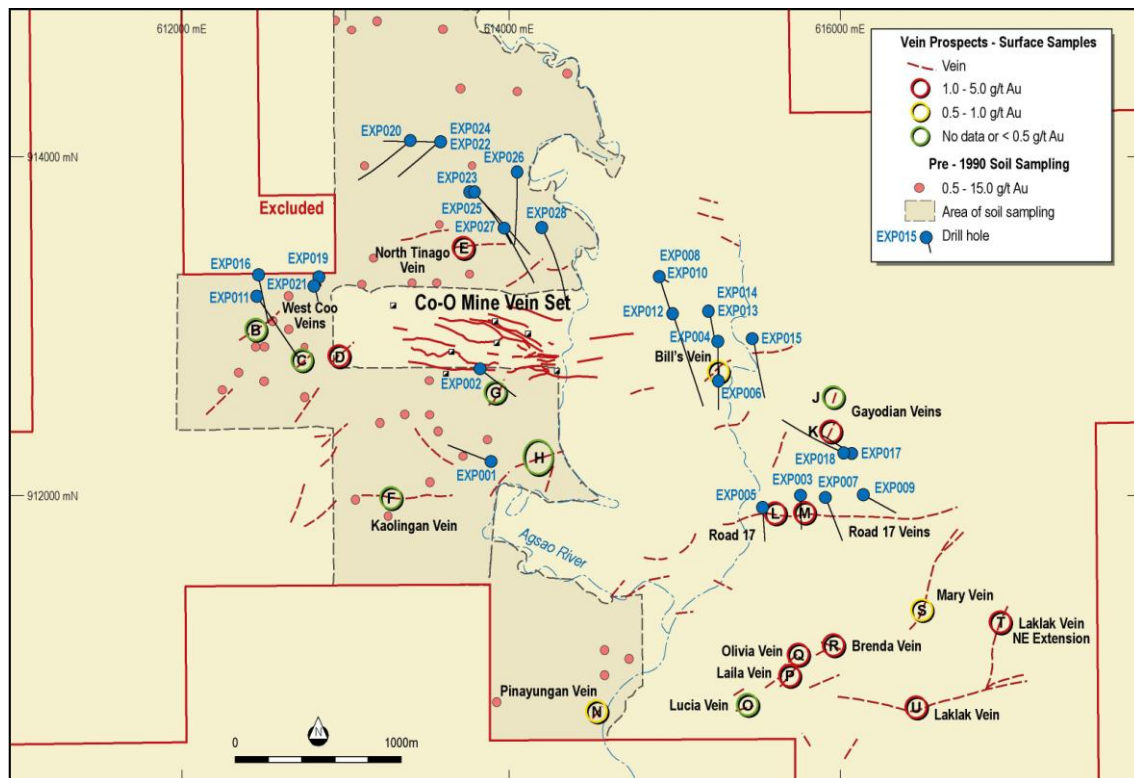 612000 mE
614000 mE
616000 mE
Vein Prospects - Surface Samples
Vein
1.0 - 5.0 g/t Au
0.5 - 1.0 g/t Au
No data or < 0.5 g/t Au
Pre - 1990 Soil Sampling
0.5 - 15.0 g/t Au
Area of soil sampling
EXP015
Drill hole
914000 mN
914000 mN
EXP020
EXP024
EXP022
EXP026
EXP023
EXP025
EXP027
EXP028
Excluded
E
North Tinago
Vein
EXP016
EXP019
EXP021
EXP011
West Coo
Veins
Co-O Mine Vein Set
EXP008
EXP010
EXP012
EXP014
EXP013
EXP004
EXP015
Bill's Vein
I
EXP006
B
C
D
EXP002
G
J
Gayodian Veins
K
EXP018
EXP017
EXP001
H
F
Kaolingan Vein
912000 mN
912000 mN
EXP005
EXP003
EXP007
EXP009
L
M
Road 17
Road 17 Veins
Agsao River
S
Mary Vein
T
Laklak Vein
NE Extension
Olivia Vein
Q
R
Brenda Vein
Laila Vein
P
Pinayungan Vein
N
Lucia Vein
O
U
Laklak Vein
N
0
1000m